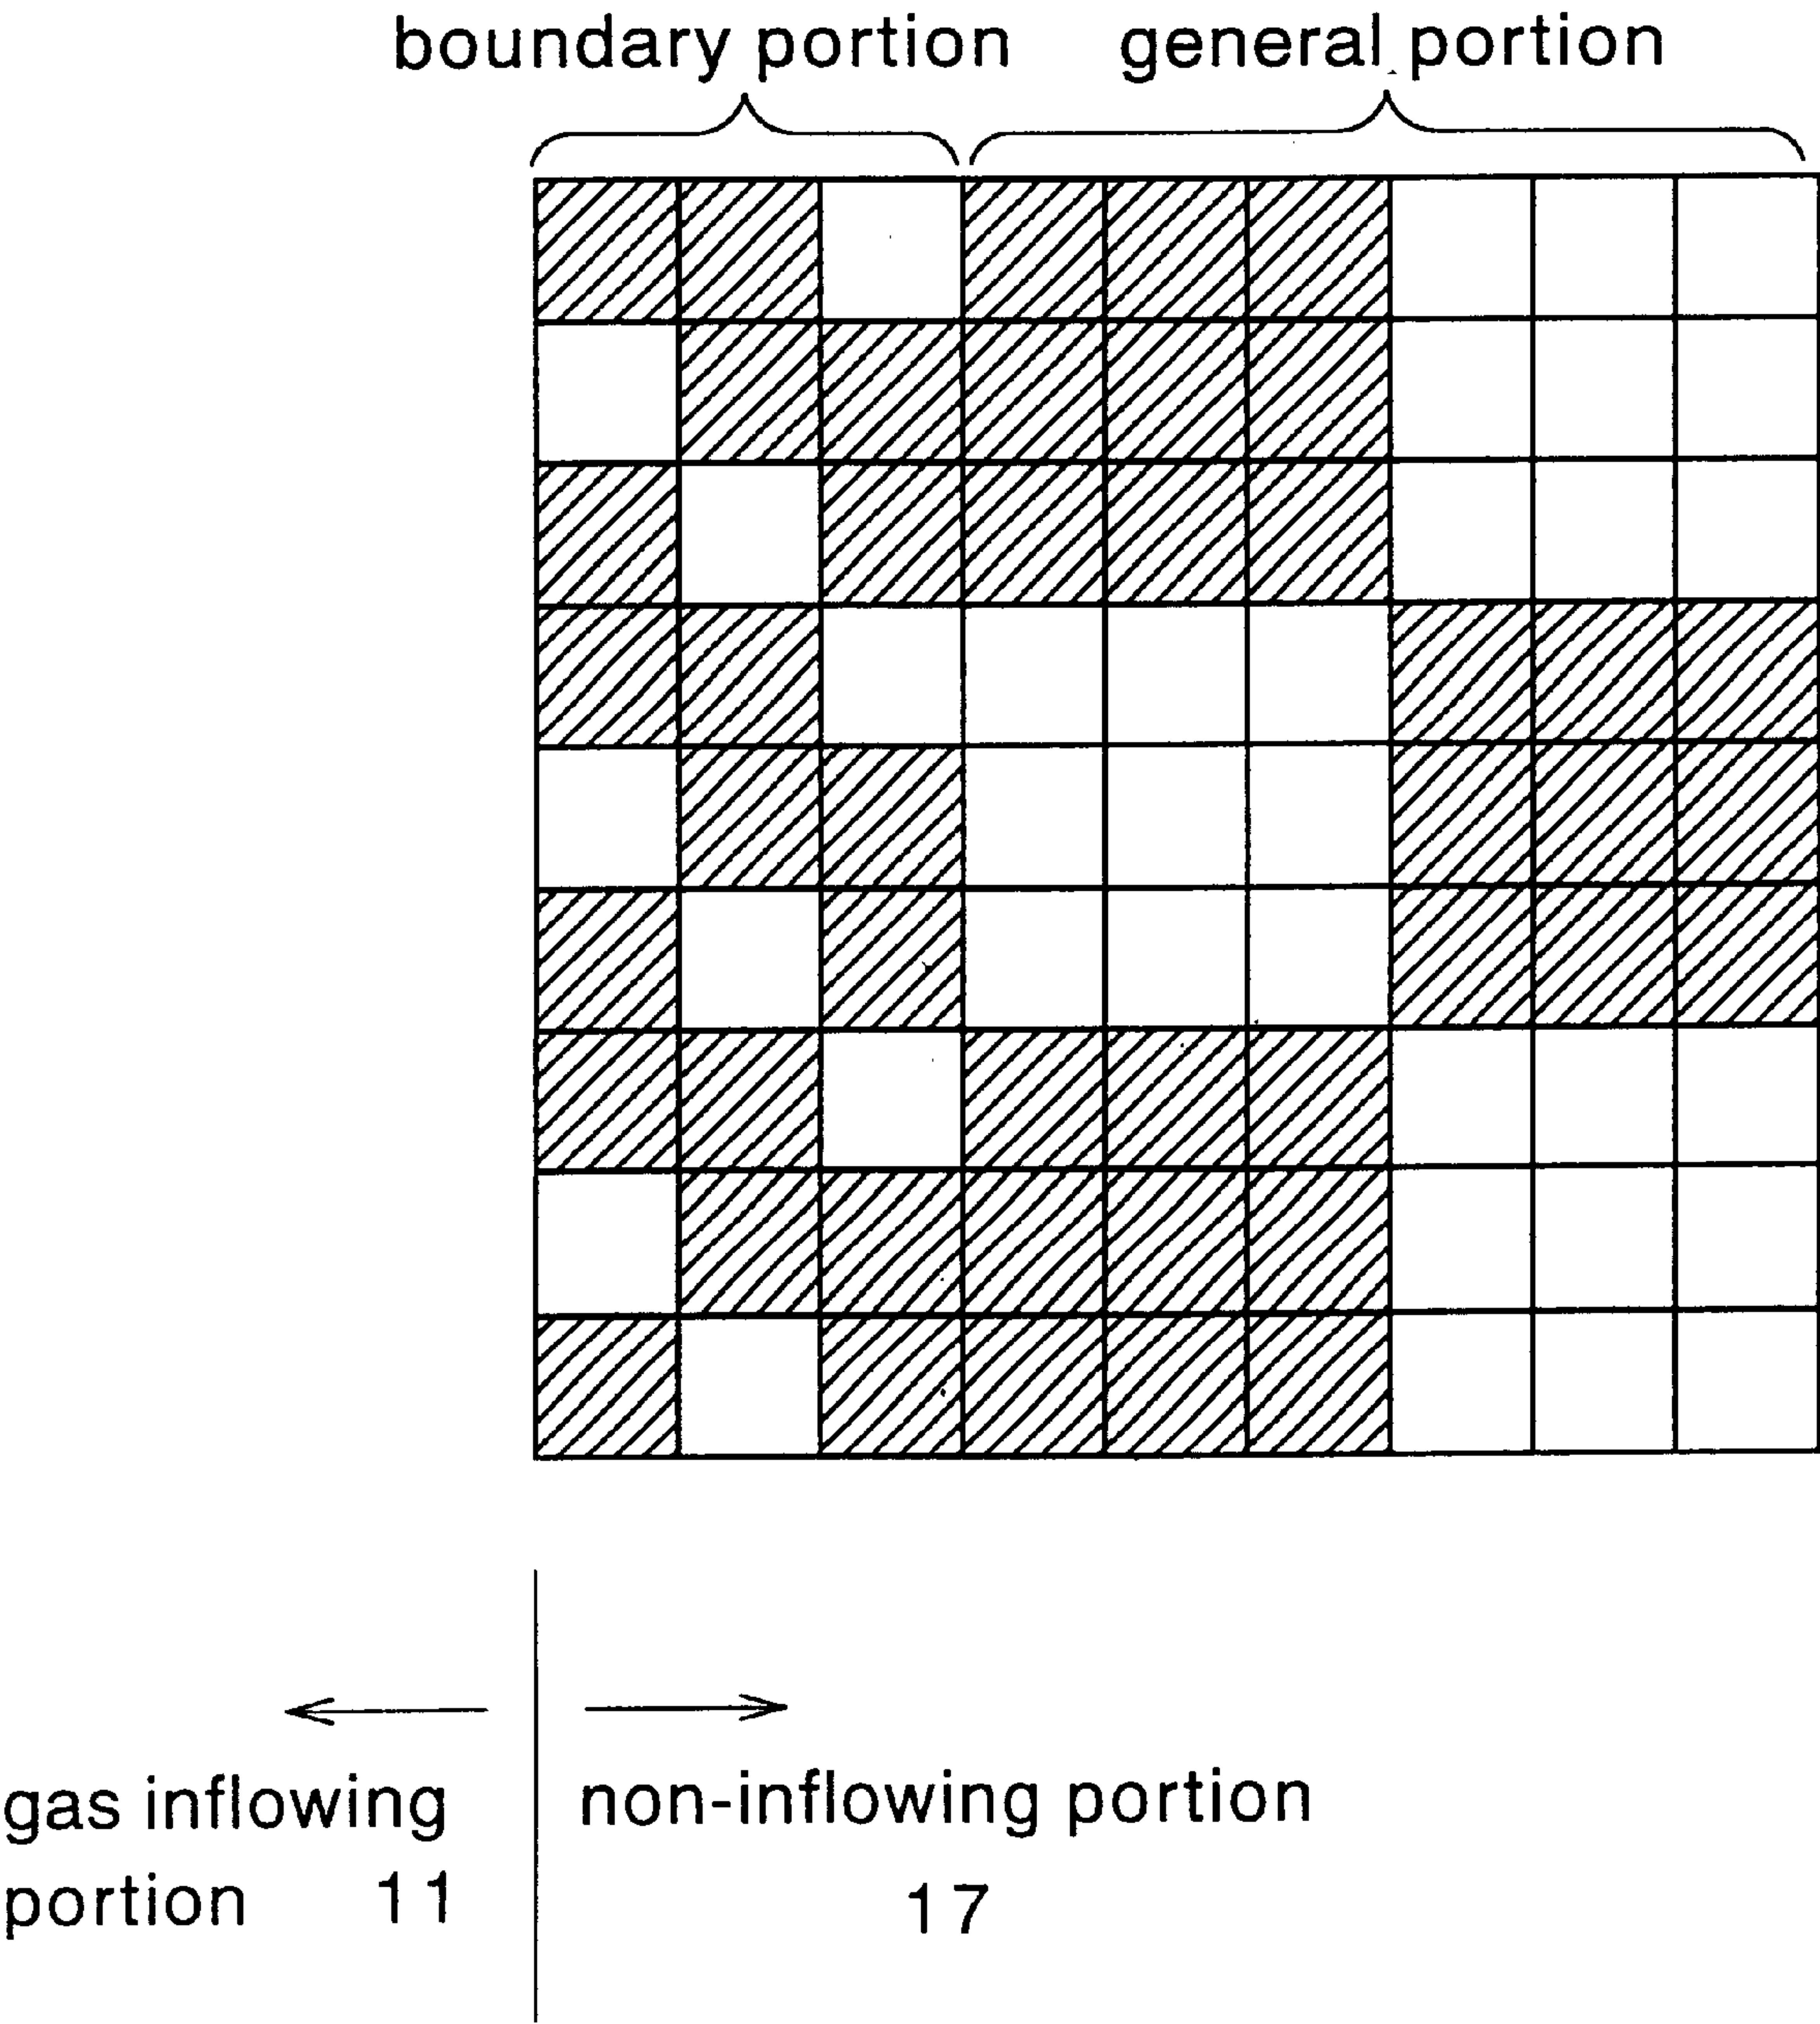 boundary portion general portion
gas inflowing non-inflowing portion
portion 11 17